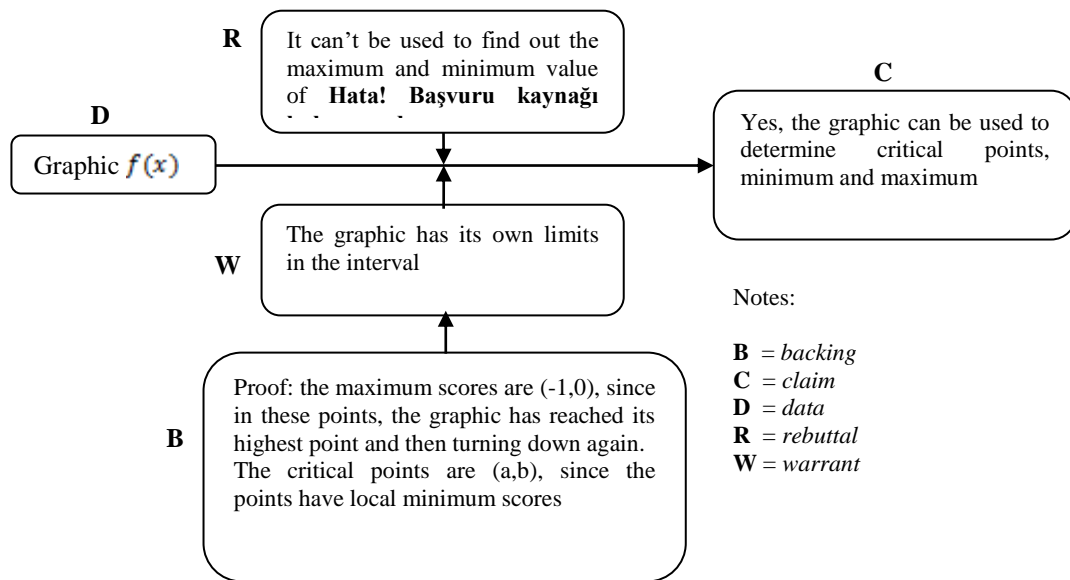 R
It can't be used to find out the
maximum and minimum value
of Hata! Başvuru kaynağı
D
Graphic f(x)
C
Yes, the graphic can be used to
determine critical points,
minimum and maximum
W
The graphic has its own limits
in the interval
B
Proof: the maximum scores are (-1,0), since
in these points, the graphic has reached its
highest point and then turning down again.
The critical points are (a,b), since the
points have local minimum scores
Notes:
B = backing
C = claim
D = data
R = rebuttal
W = warrant